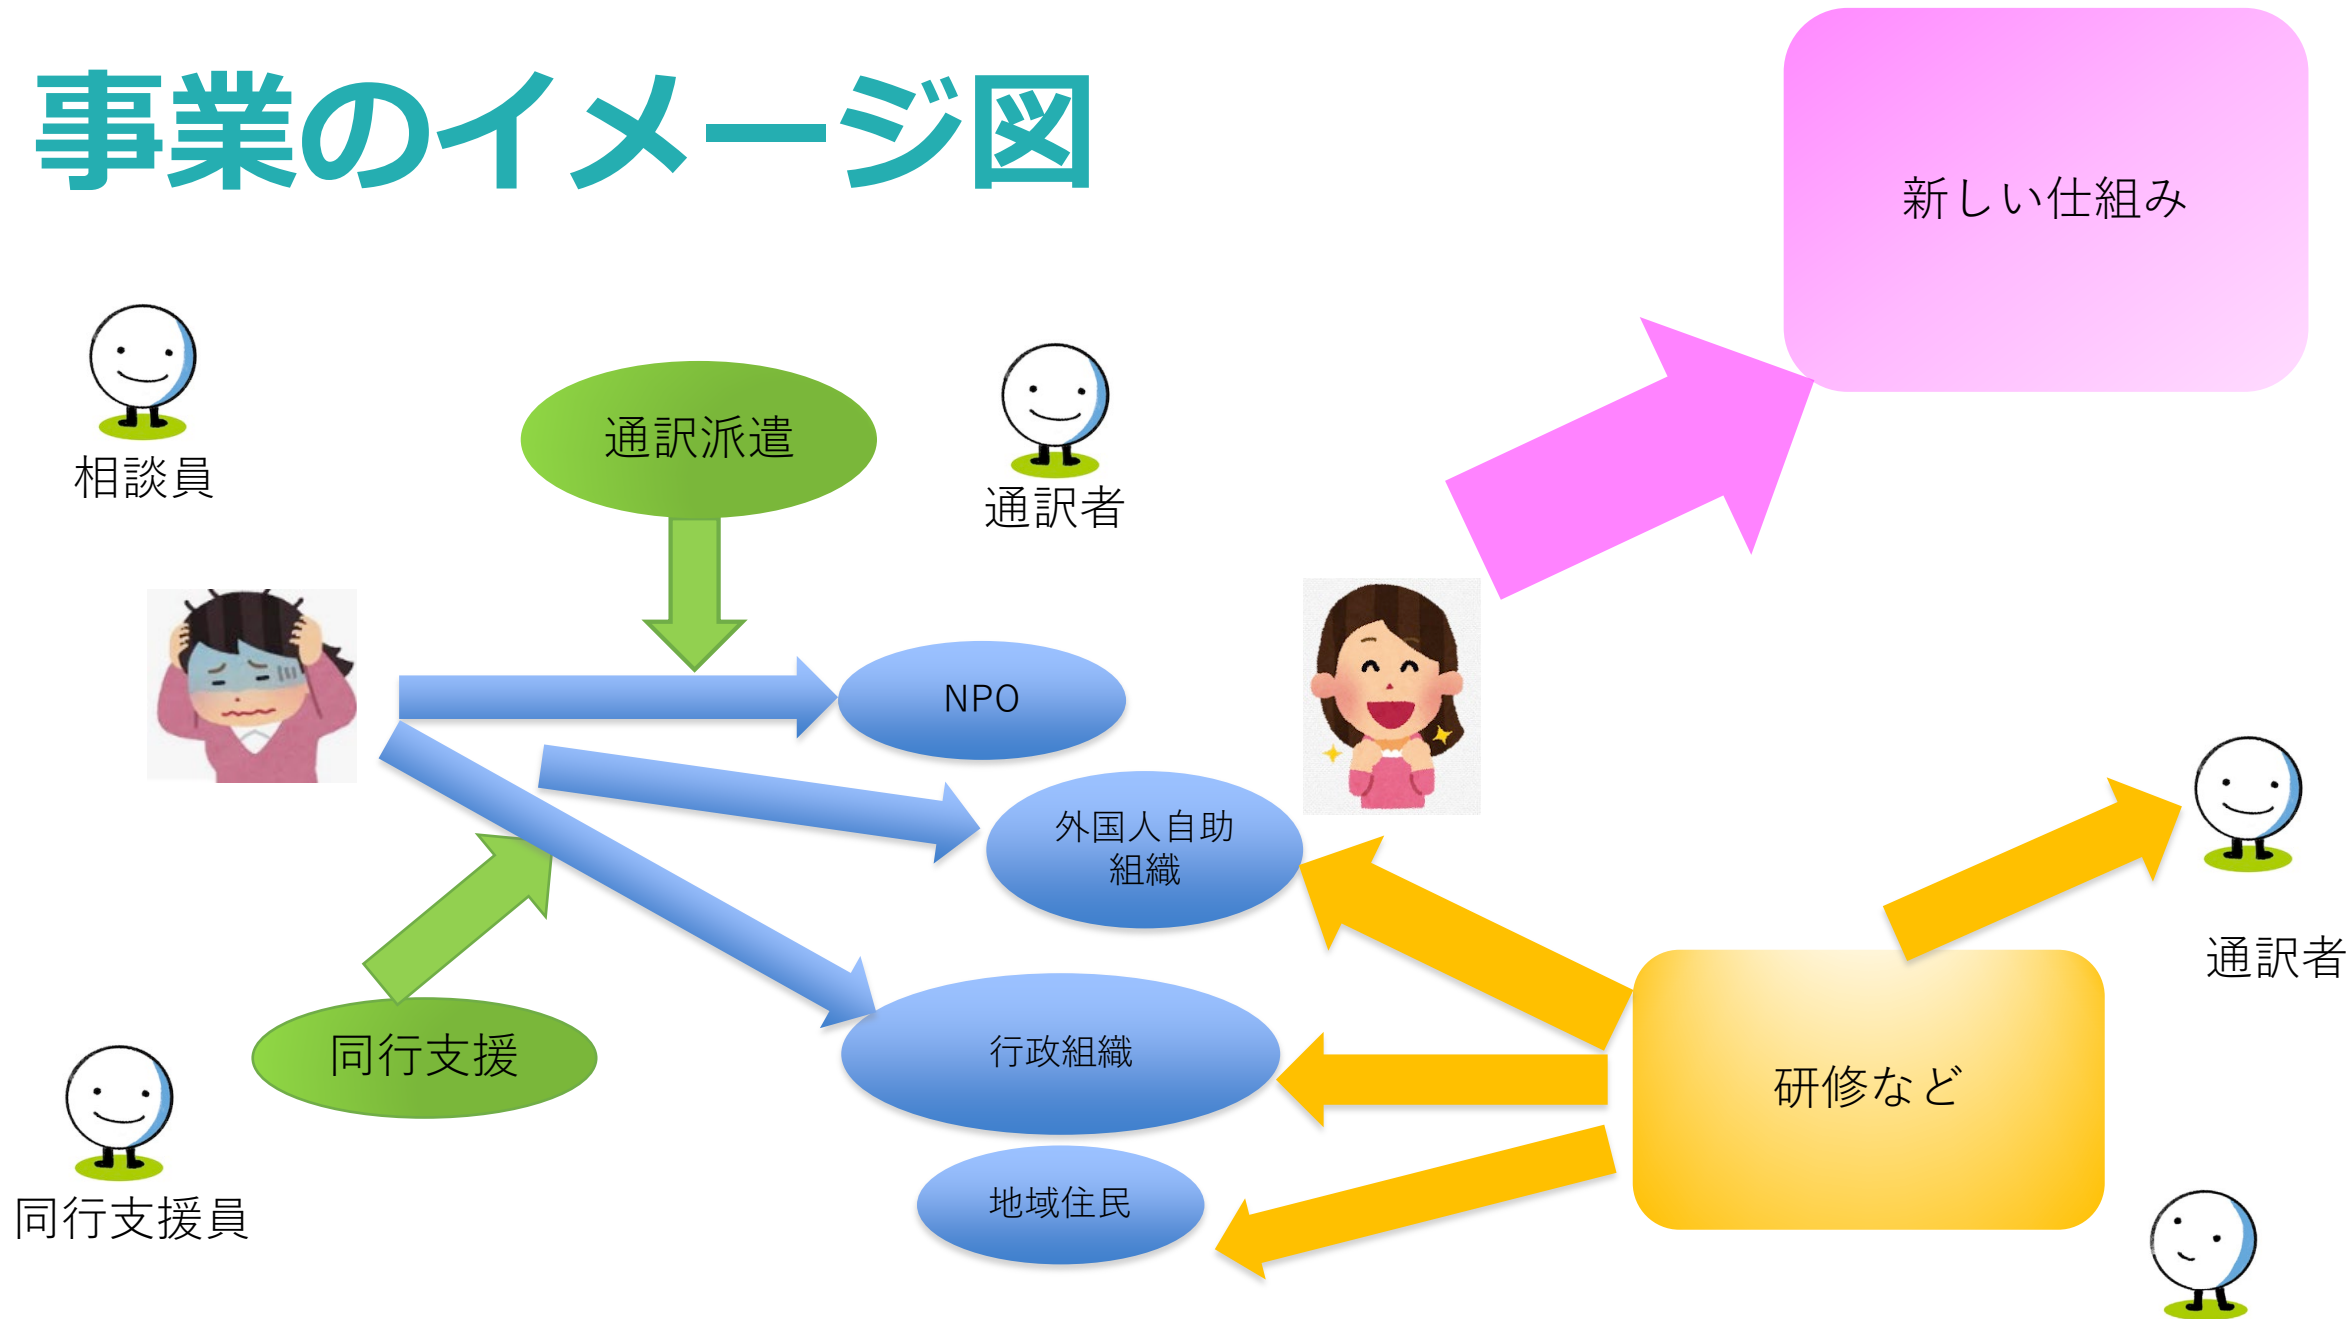 事業のイメージ図
新しい仕組み
相談員
通訳派遣
通訳者
NPO
外国人自助
組織
通訳者
同行支援
行政組織
研修など
同行支援員
地域住民